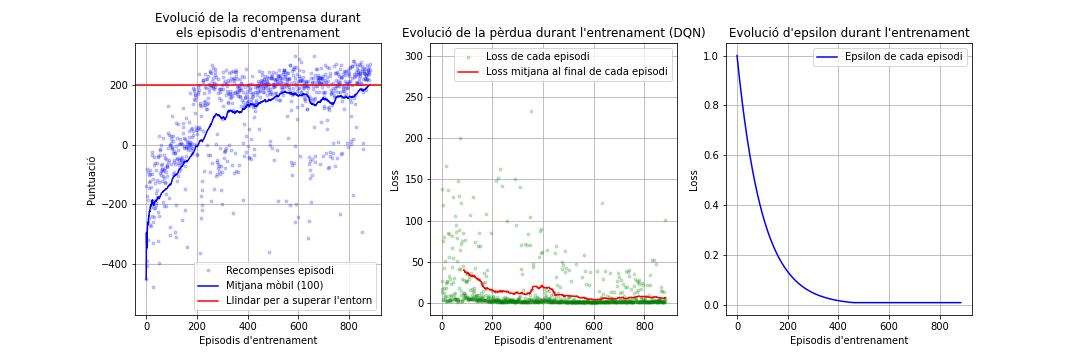 Evolució de la recompensa durant
els episodis d'entrenament
200
0
−200
−400
Puntuació
Recompenses episodi
Mitjana mòbil (100)
Llindar per a superar l'entorn
0
200
400
600
800
Episodis d'entrenament
Evolució de la pèrdua durant l'entrenament (DQN)
Loss de cada episodi
Loss mitjana al final de cada episodi
300
250
200
150
100
50
0
Loss
0
200
400
600
800
Episodis d'entrenament
Evolució d'epsilon durant l'entrenament
Epsilon de cada episodi
1.0
0.8
0.6
0.4
0.2
0.0
Loss
0
200
400
600
800
Episodis d'entrenament